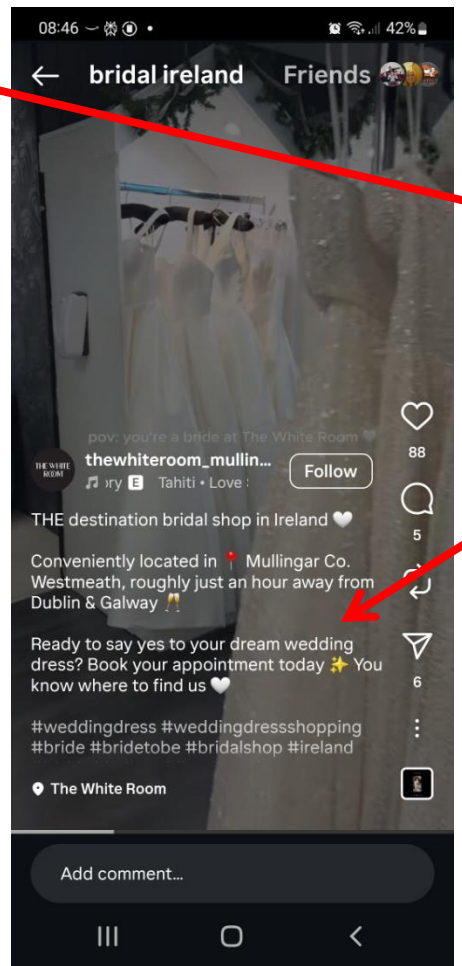 08:46
42%
bridal ireland Friends
pov: you're a bride at The White Room
THE WHITE
ROOM
thewhiteroom_mullin...
Follow
ory E Tahiti • Love :
88
5
6
THE destination bridal shop in Ireland 🤍
Conveniently located in 📍 Mullingar Co.
Westmeath, roughly just an hour away from
Dublin & Galway 🥂
Ready to say yes to your dream wedding
dress? Book your appointment today ✨ You
know where to find us 🤍
#weddingdress #weddingdressshopping
#bride #bridetobe #bridalshop #ireland
The White Room
Add comment...